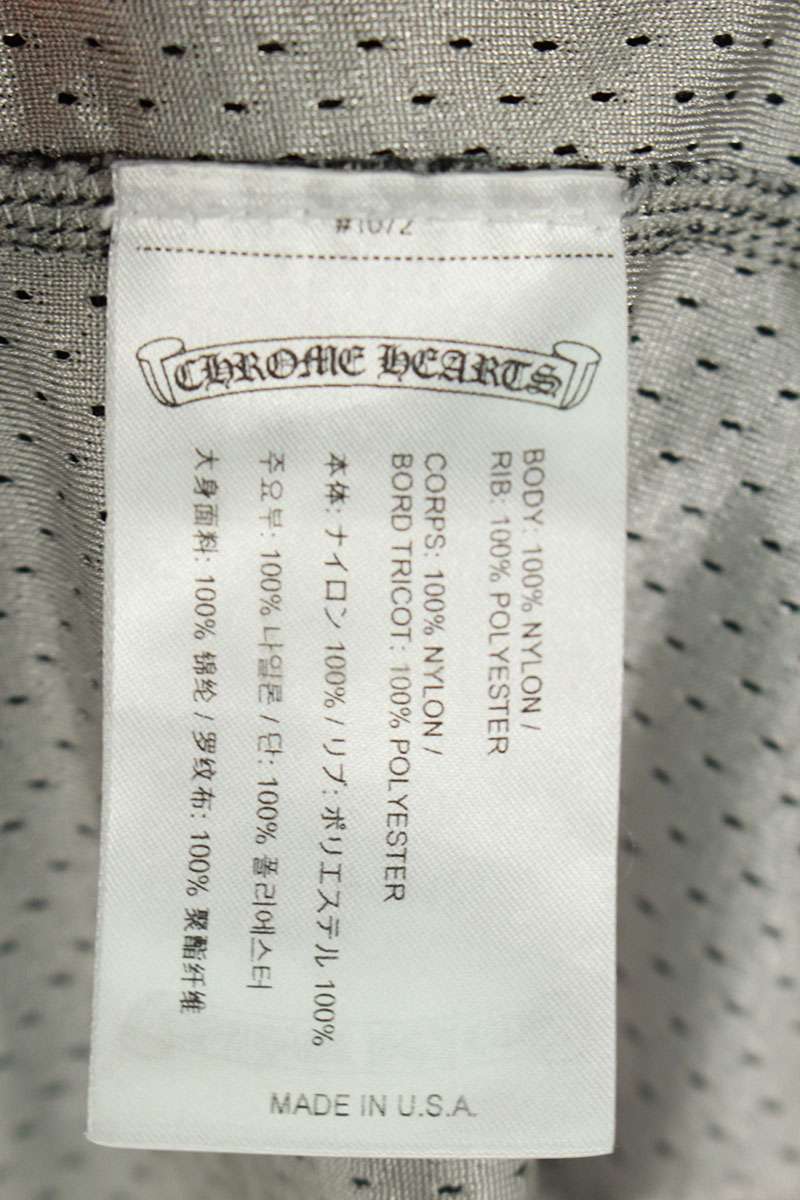 #1072
CHROME HEARTS
BODY: 100% NYLON /
RIB: 100% POLYESTER
CORPS: 100% NYLON /
BORD TRICOT: 100% POLYESTER
本体: ナイロン 100% / リブ: ポリエステル 100%
주요부: 100% 나일론 / 단: 100% 폴리에스터
大身面料: 100% 锦纶 / 罗纹布: 100% 聚酯纤维
MADE IN U.S.A.